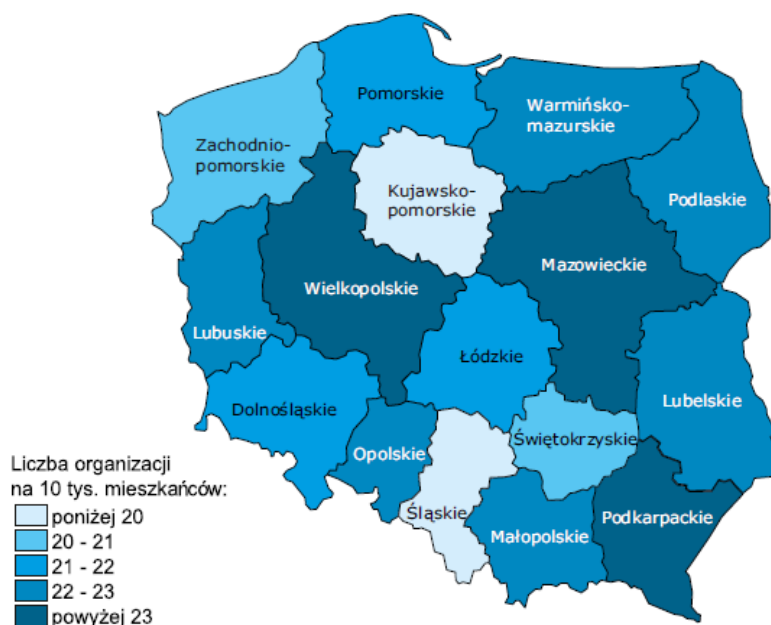 Pomorskie
Warmińsko-
mazurskie
Zachodnio-
pomorskie
Kujawsko-
pomorskie
Podlaskie
Mazowieckie
Wielkopolskie
Lubuskie
Łódzkie
Dolnośląskie
Lubelskie
Świętokrzyskie
Opolskie
Śląskie
Podkarpackie
Małopolskie
Liczba organizacji
na 10 tys. mieszkańców:
poniżej 20
20 - 21
21 - 22
22 - 23
powyżej 23